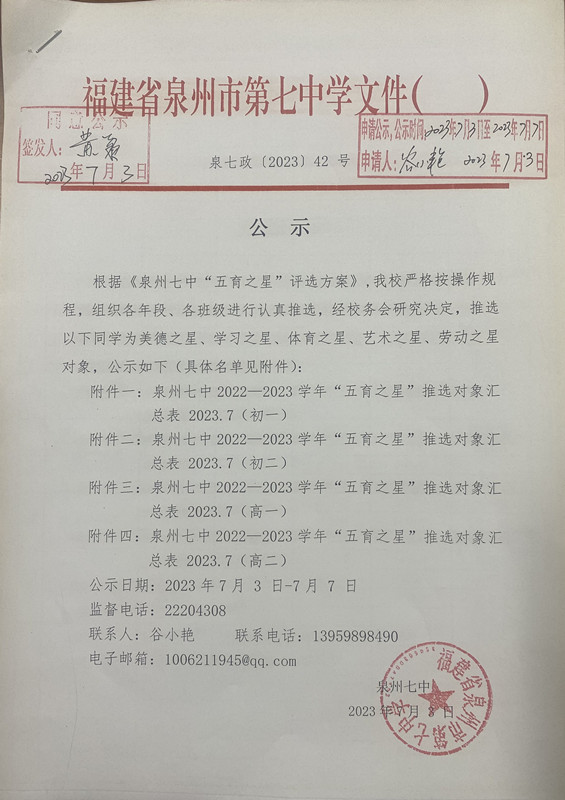 福建省泉州市第七中学文件(　　)
同意公示
签发人：
2023年7月3日
申请公示,公示时间:2023年7月3日至2023年7月7日
申请人：谷小艳 2023年7月3日
泉七政〔2023〕42 号
公 示
根据《泉州七中“五育之星”评选方案》,我校严格按操作规
程，组织各年段、各班级进行认真推选，经校务会研究决定，推选
以下同学为美德之星、学习之星、体育之星、艺术之星、劳动之星
对象，公示如下（具体名单见附件）：
附件一：泉州七中 2022—2023 学年“五育之星”推选对象汇
总表 2023.7（初一）
附件二：泉州七中 2022—2023 学年“五育之星”推选对象汇
总表 2023.7（初二）
附件三：泉州七中 2022—2023 学年“五育之星”推选对象汇
总表 2023.7（高一）
附件四：泉州七中 2022—2023 学年“五育之星”推选对象汇
总表 2023.7（高二）
公示日期：2023 年 7 月 3 日-7 月 7 日
监督电话：22204308
联系人：谷小艳 联系电话：13959898490
电子邮箱：1006211945@qq.com
泉州七中
2023 年 7 月 3 日
福建省泉州市第七中学